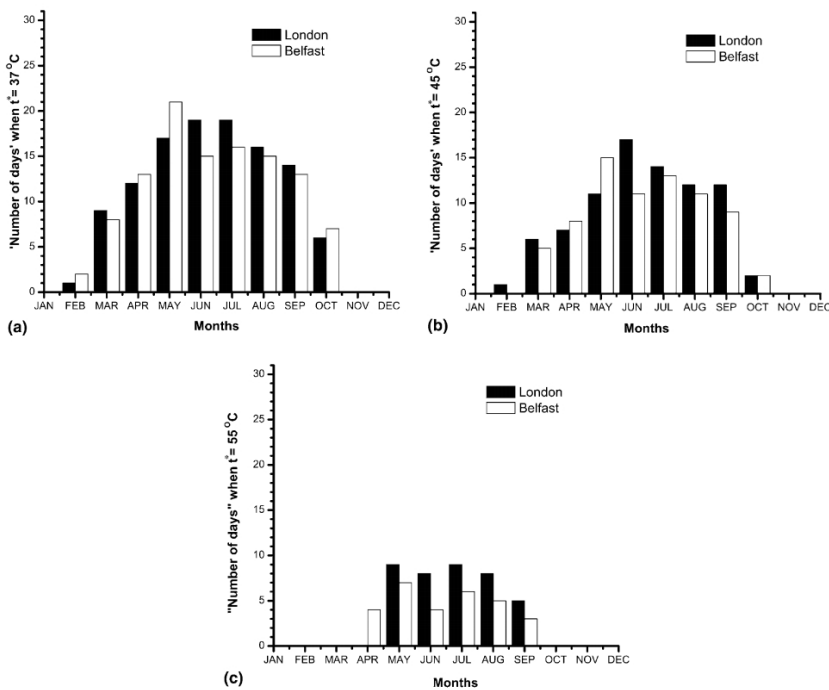 'Number of days' when t*= 37 °C
30
25
20
15
10
5
0
London
Belfast
JAN FEB MAR APR MAY JUN JUL AUG SEP OCT NOV DEC
Months
(a)
'Number of days' when t*= 45 °C
30
25
20
15
10
5
0
London
Belfast
JAN FEB MAR APR MAY JUN JUL AUG SEP OCT NOV DEC
Months
(b)
"Number of days" when t*= 55 °C
30
25
20
15
10
5
0
London
Belfast
JAN FEB MAR APR MAY JUN JUL AUG SEP OCT NOV DEC
Months
(c)